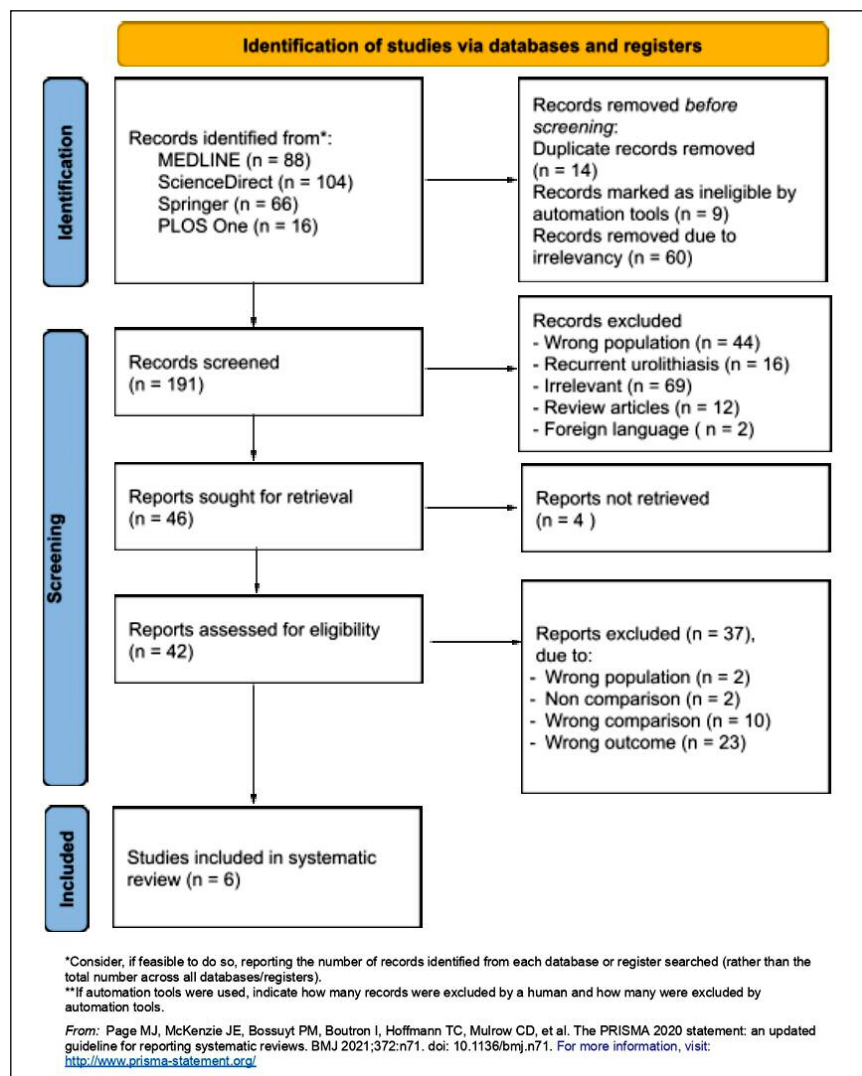 Identification of studies via databases and registers
Identification
Records identified from*:
MEDLINE (n = 88)
ScienceDirect (n = 104)
Springer (n = 66)
PLOS One (n = 16)
Records removed before
screening:
Duplicate records removed
(n = 14)
Records marked as ineligible by
automation tools (n = 9)
Records removed due to
irrelevancy (n = 60)
Screening
Records screened
(n = 191)
Records excluded
- Wrong population (n = 44)
- Recurrent urolithiasis (n = 16)
- Irrelevant (n = 69)
- Review articles (n = 12)
- Foreign language ( n = 2)
Reports sought for retrieval
(n = 46)
Reports not retrieved
(n = 4 )
Reports assessed for eligibility
(n = 42)
Reports excluded (n = 37),
due to:
- Wrong population (n = 2)
- Non comparison (n = 2)
- Wrong comparison (n = 10)
- Wrong outcome (n = 23)
Included
Studies included in systematic
review (n = 6)
*Consider, if feasible to do so, reporting the number of records identified from each database or register searched (rather than the
total number across all databases/registers).
**If automation tools were used, indicate how many records were excluded by a human and how many were excluded by
automation tools.
From: Page MJ, McKenzie JE, Bossuyt PM, Boutron I, Hoffmann TC, Mulrow CD, et al. The PRISMA 2020 statement: an updated
guideline for reporting systematic reviews. BMJ 2021;372:n71. doi: 10.1136/bmj.n71. For more information, visit:
http://www.prisma-statement.org/